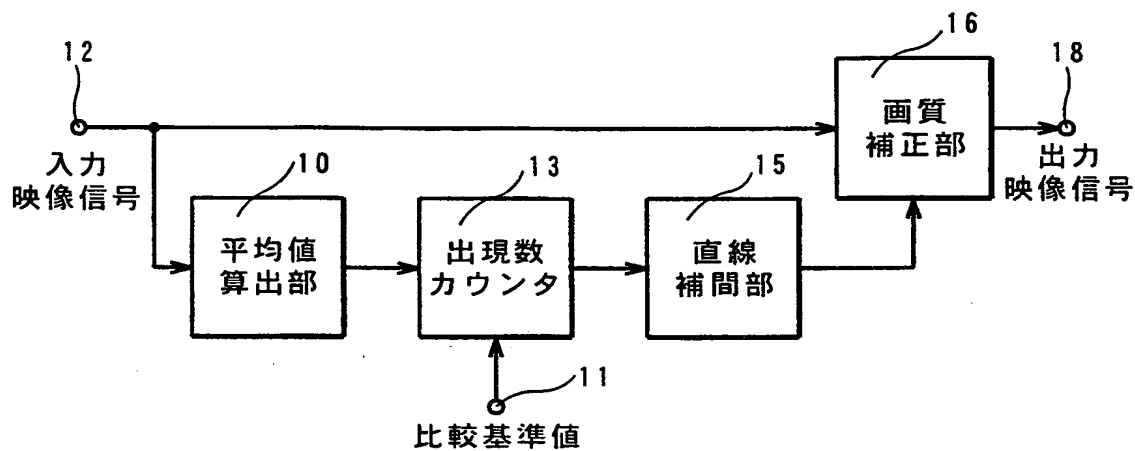 12
入力
映像信号
10
平均値
算出部
13
出現数
カウンタ
15
直線
補間部
16
画質
補正部
18
出力
映像信号
11
比較基準値